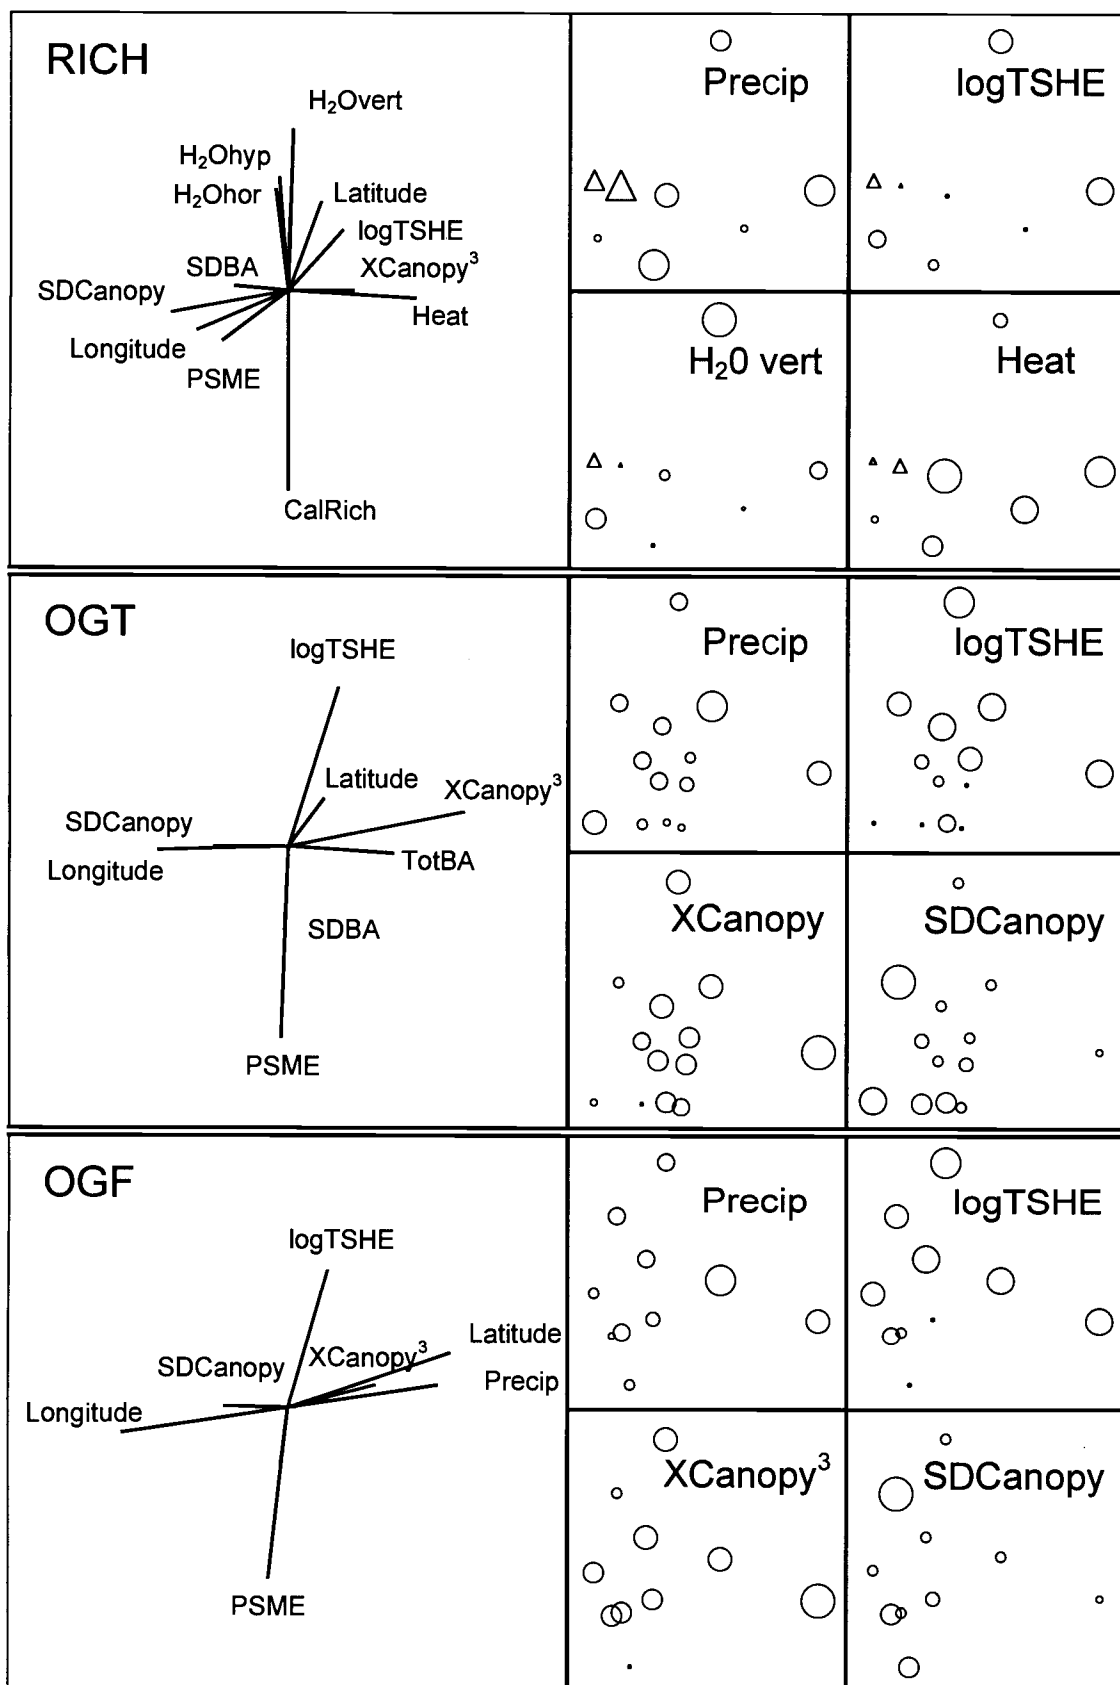 RICH
H₂Overt
H₂Ohyp
H₂Ohor
Latitude
logTSHE
SDBA
XCanopy³
SDCanopy
Heat
Longitude
PSME
CalRich
Precip
logTSHE
H₂0 vert
Heat
OGT
logTSHE
Latitude
XCanopy³
SDCanopy
Longitude
TotBA
SDBA
PSME
Precip
logTSHE
XCanopy
SDCanopy
OGF
logTSHE
Latitude
SDCanopy
XCanopy³
Precip
Longitude
PSME
Precip
logTSHE
XCanopy³
SDCanopy